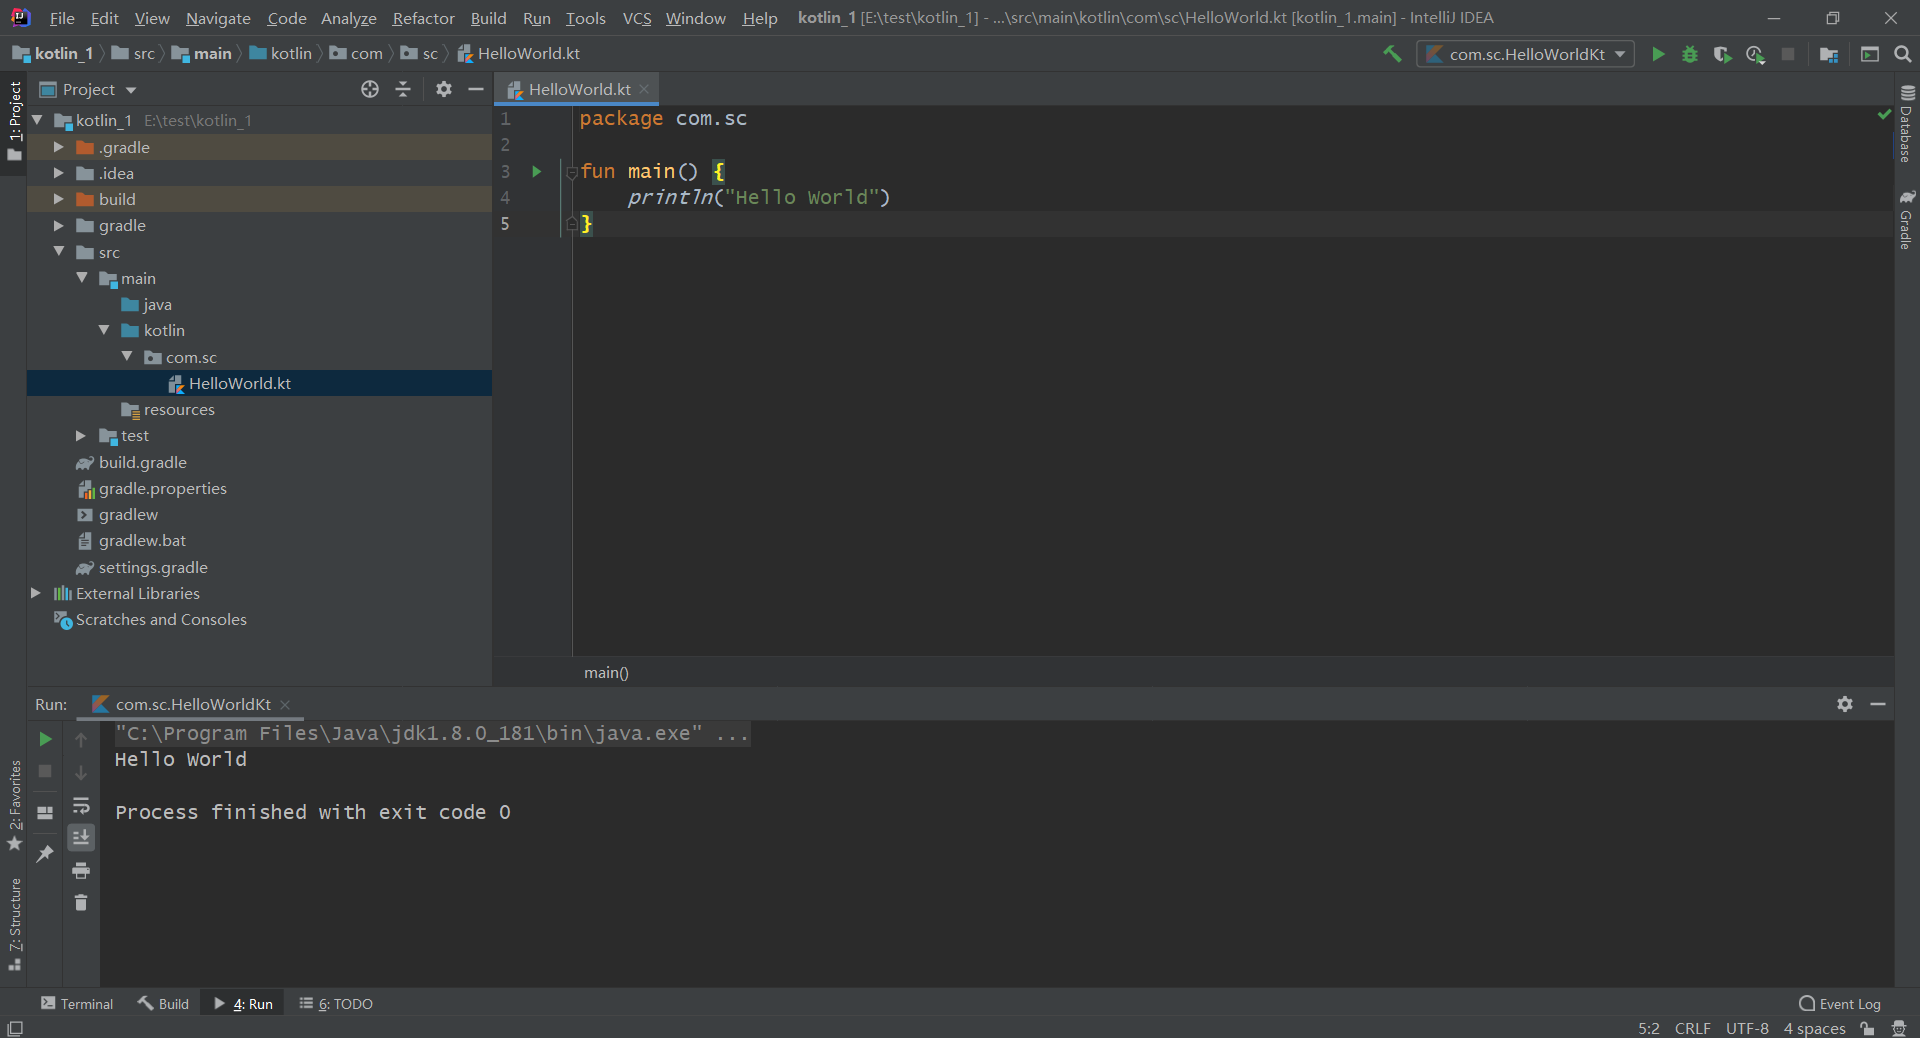 File Edit View Navigate Code Analyze Refactor Build Run Tools VCS Window Help kotlin_1 [E:\test\kotlin_1] - ...\src\main\kotlin\com\sc\HelloWorld.kt [kotlin_1.main] - IntelliJ IDEA
kotlin_1 src main kotlin com sc HelloWorld.kt com.sc.HelloWorldKt
1: Project
Project
kotlin_1 E:\test\kotlin_1
.gradle
.idea
build
gradle
src
main
java
kotlin
com.sc
HelloWorld.kt
resources
test
build.gradle
gradle.properties
gradlew
gradlew.bat
settings.gradle
External Libraries
Scratches and Consoles
HelloWorld.kt
1 package com.sc
2
3 fun main() {
4 println("Hello World")
5 }
main()
Database
Gradle
Run: com.sc.HelloWorldKt
"C:\Program Files\Java\jdk1.8.0_181\bin\java.exe" ...
Hello World
Process finished with exit code 0
2: Favorites
7: Structure
Terminal Build 4: Run 6: TODO Event Log
5:2 CRLF UTF-8 4 spaces